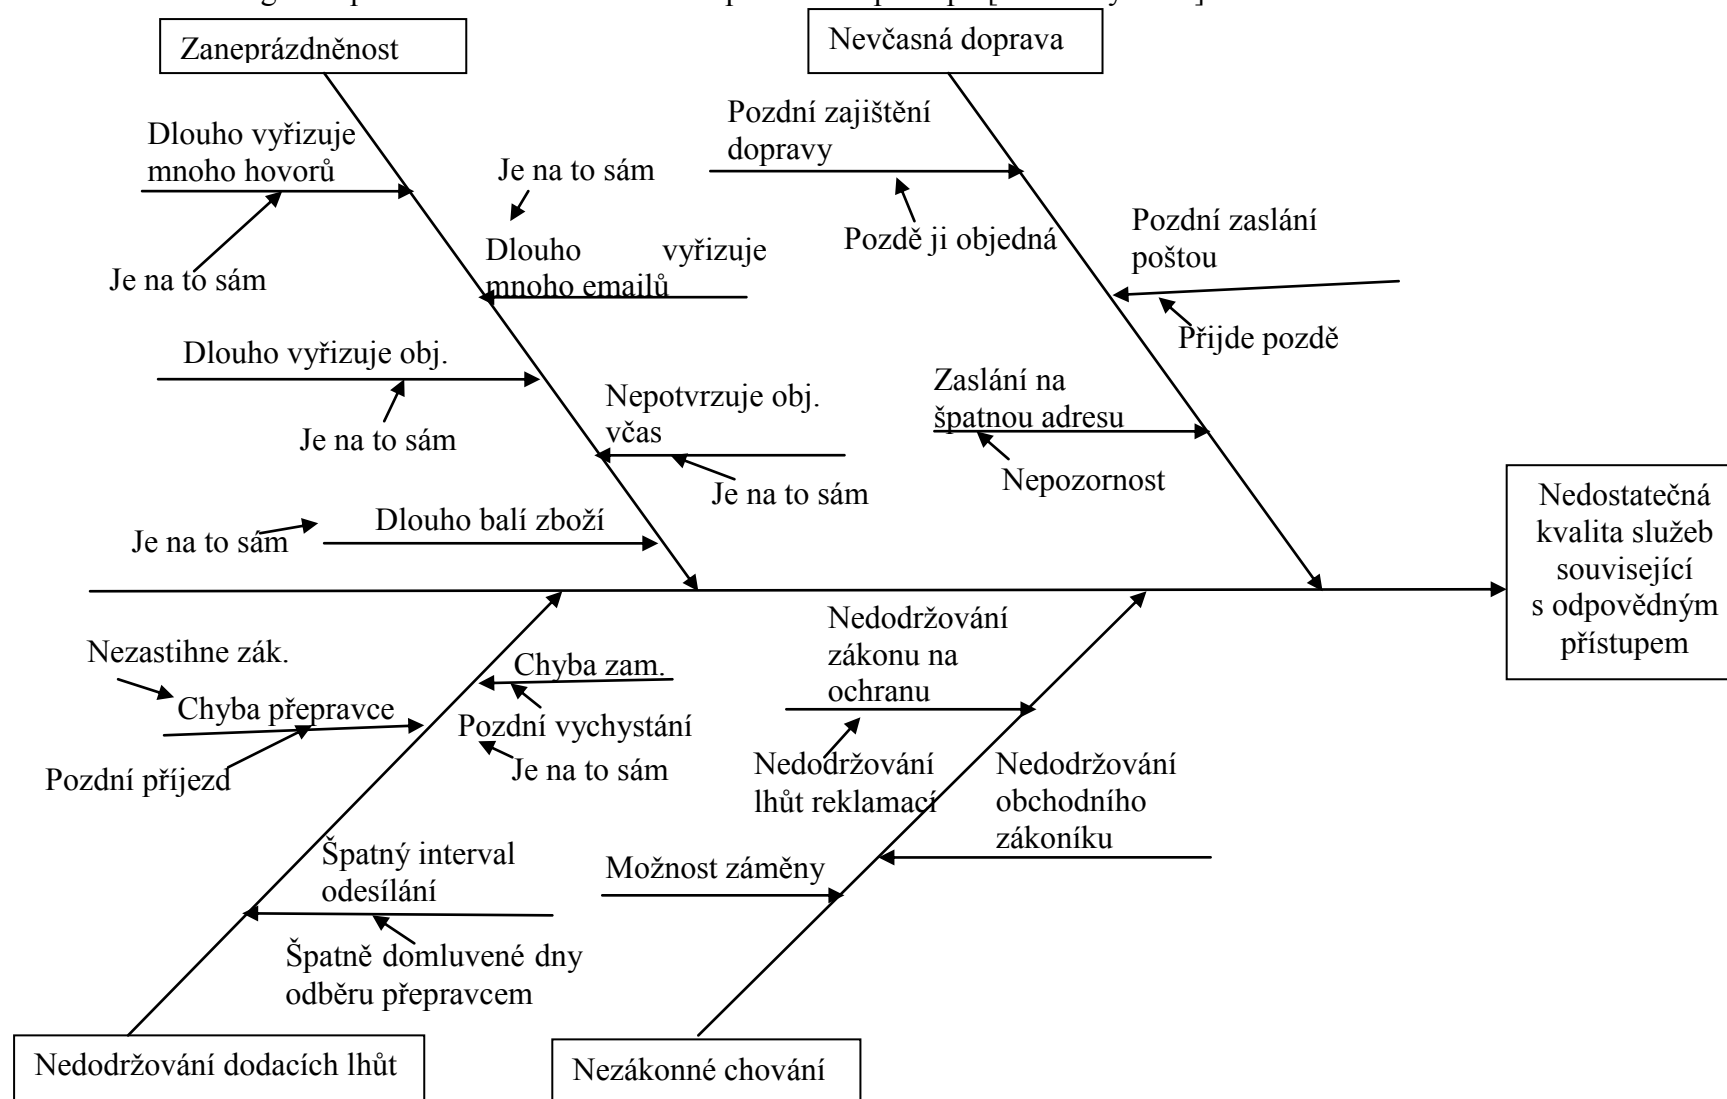 Zaneprázdněnost
Nevčasná doprava
Dlouho vyřizuje
mnoho hovorů
Je na to sám
Je na to sám
Dlouho vyřizuje
mnoho emailů
Dlouho vyřizuje obj.
Je na to sám
Nepotvrzuje obj.
včas
Je na to sám
Dlouho balí zboží
Je na to sám
Pozdní zajištění
dopravy
Pozdě ji objedná
Pozdní zaslání
poštou
Přijde pozdě
Zaslání na
špatnou adresu
Nepozornost
Nedostatečná
kvalita služeb
související
s odpovědným
přístupem
Nezastihne zák.
Chyba přepravce
Pozdní příjezd
Chyba zam.
Pozdní vychystání
Je na to sám
Špatný interval
odesílání
Špatně domluvené dny
odběru přepravcem
Nedodržování
zákonu na
ochranu
Nedodržování
lhůt reklamací
Nedodržování
obchodního
zákoníku
Možnost záměny
Nedodržování dodacích lhůt
Nezákonné chování